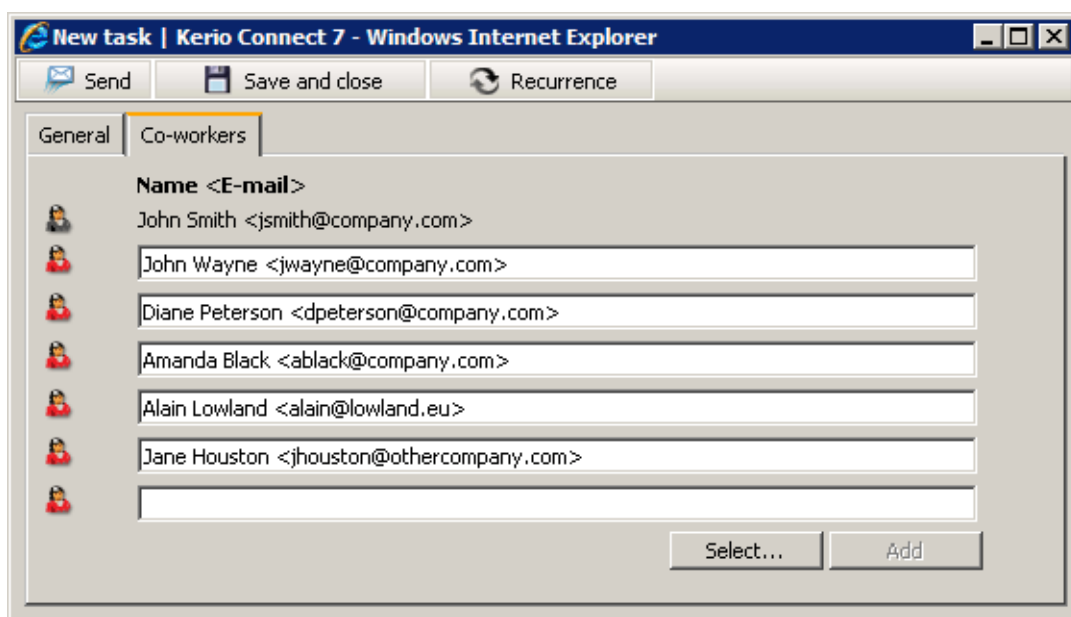 New task | Kerio Connect 7 - Windows Internet Explorer
Send Save and close Recurrence
General Co-workers
Name <E-mail>
John Smith <jsmith@company.com>
John Wayne <jwayne@company.com>
Diane Peterson <dpeterson@company.com>
Amanda Black <ablack@company.com>
Alain Lowland <alain@lowland.eu>
Jane Houston <jhouston@othercompany.com>
Select... Add